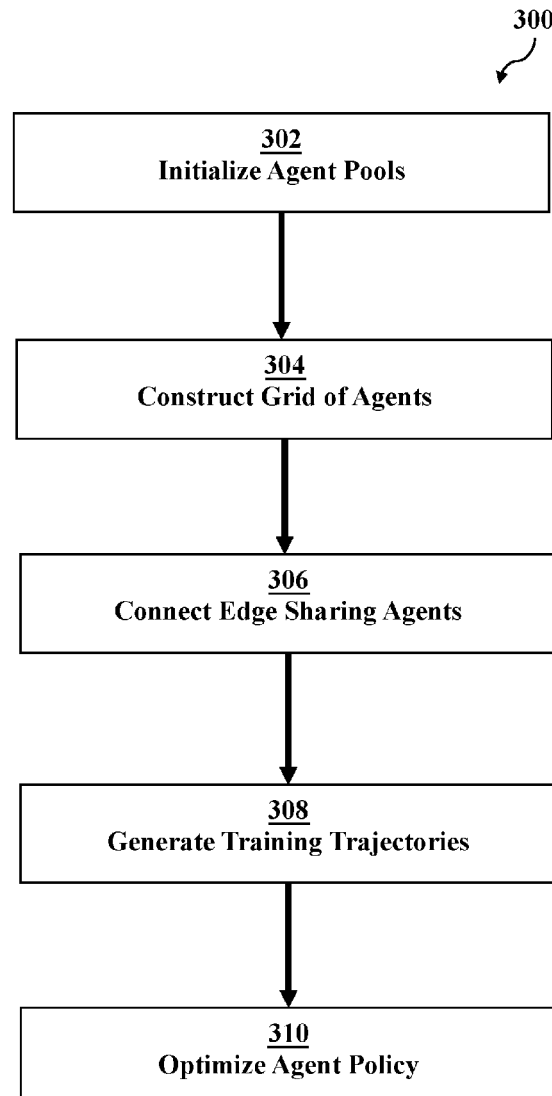 300
302
Initialize Agent Pools
304
Construct Grid of Agents
306
Connect Edge Sharing Agents
308
Generate Training Trajectories
310
Optimize Agent Policy